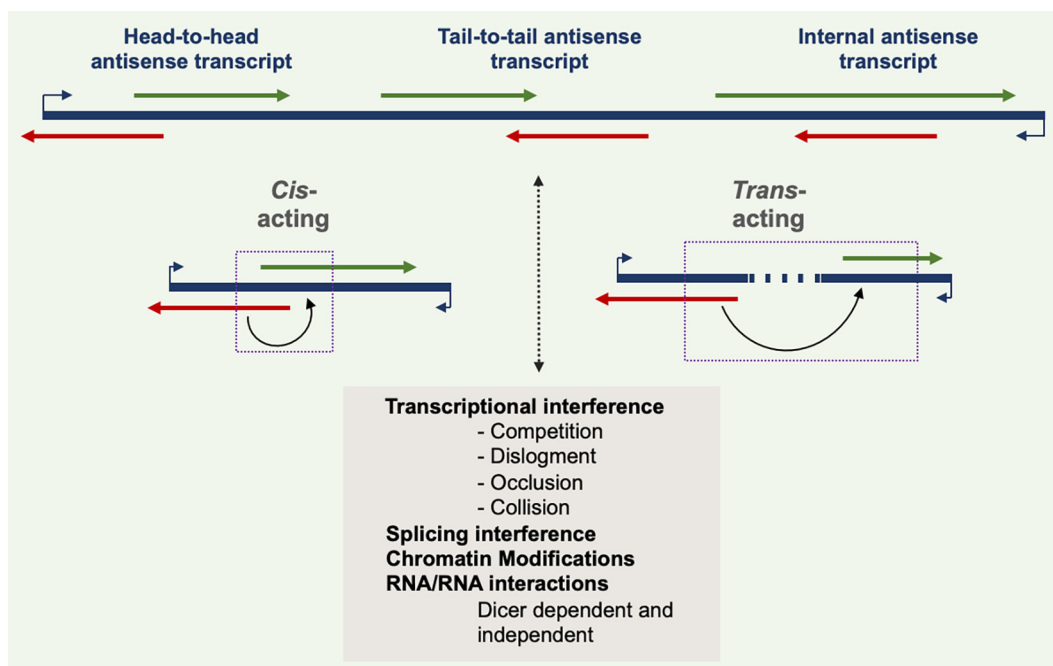 Head-to-head
antisense transcript
Tail-to-tail antisense
transcript
Internal antisense
transcript
Cis-
acting
Trans-
acting
Transcriptional interference
- Competition
- Dislogment
- Occlusion
- Collision
Splicing interference
Chromatin Modifications
RNA/RNA interactions
Dicer dependent and
independent